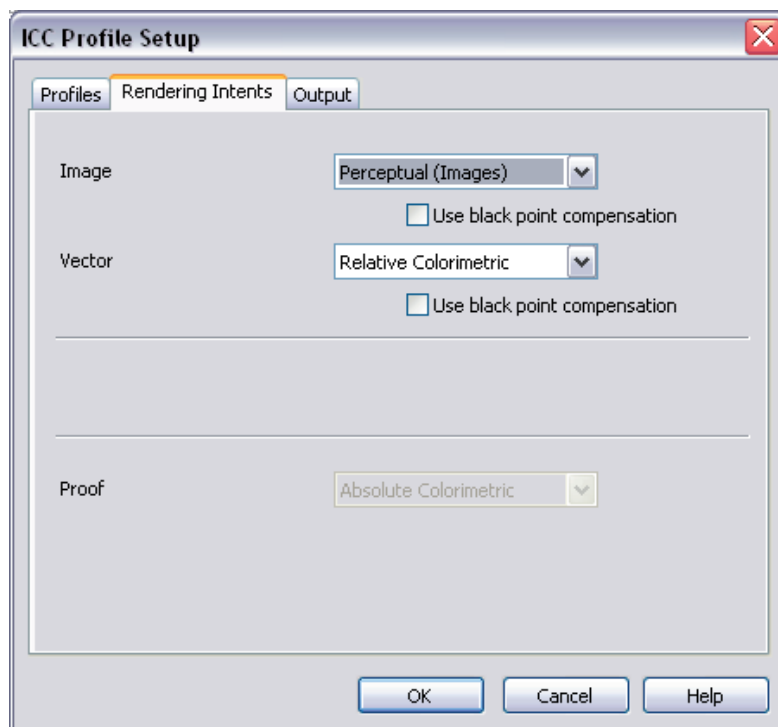 ICC Profile Setup
Profiles Rendering Intents Output
Image Perceptual (Images)
Use black point compensation
Vector Relative Colorimetric
Use black point compensation
Proof Absolute Colorimetric
OK Cancel Help